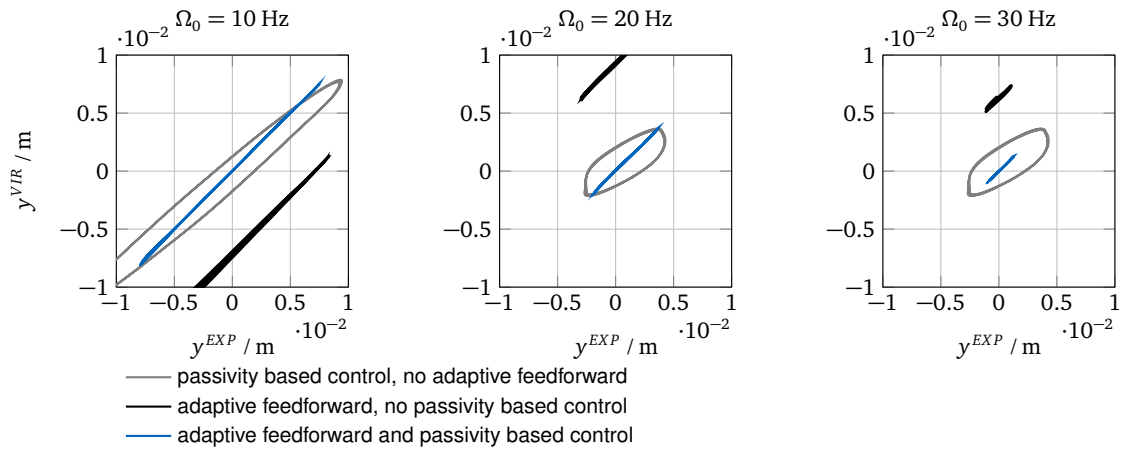 Ω₀ = 10 Hz
·10⁻²
1
0.5
0
−0.5
−1
−1 −0.5 0 0.5 1
·10⁻²
y^EXP / m
y^VIR / m
Ω₀ = 20 Hz
·10⁻²
1
0.5
0
−0.5
−1
−1 −0.5 0 0.5 1
·10⁻²
y^EXP / m
Ω₀ = 30 Hz
·10⁻²
1
0.5
0
−0.5
−1
−1 −0.5 0 0.5 1
·10⁻²
y^EXP / m
passivity based control, no adaptive feedforward
adaptive feedforward, no passivity based control
adaptive feedforward and passivity based control